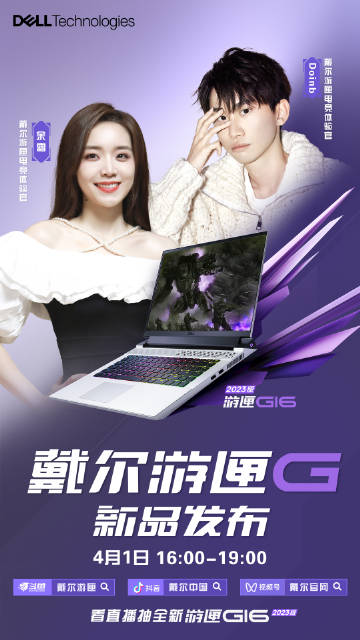 DELLTechnologies
Doinb
戴尔游匣电竞体验官
余霜
戴尔游匣电竞体验官
2023版
游匣G16
戴尔游匣G
新品发布
4月1日 16:00-19:00
斗鱼 戴尔游匣
抖音 戴尔中国
视频号 戴尔官网
看直播抽全新游匣G16 2023版